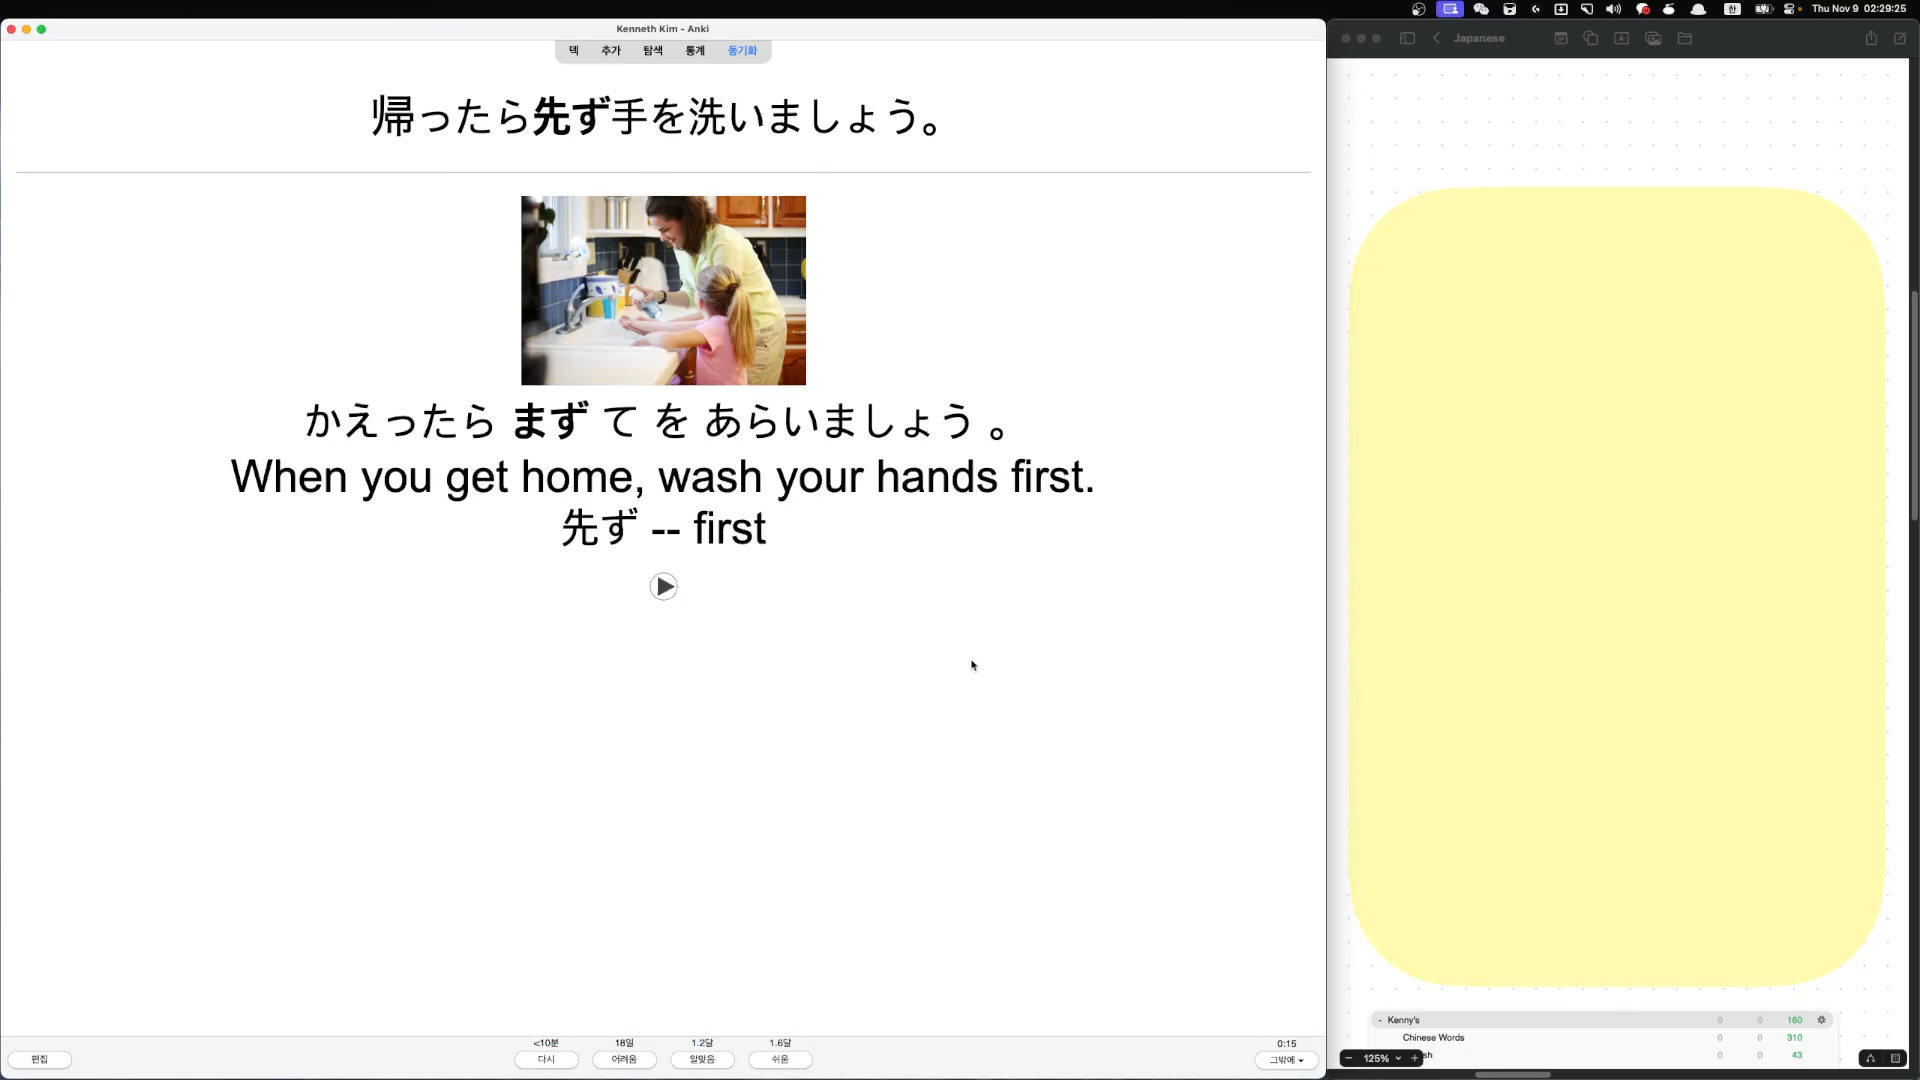 Thu Nov 9 02:29:25
Kenneth Kim - Anki
덱 추가 탐색 통계 동기화
Japanese
帰ったら先ず手を洗いましょう。
かえったら まず て を あらいましょう 。
When you get home, wash your hands first.
先ず -- first
- Kenny's 0 0 160
Chinese Words 0 0 310
sh 0 0 43
− 125% +
<10분 18일 1.2달 1.6달 0:15
편집 다시 어려움 알맞음 쉬움 그밖에